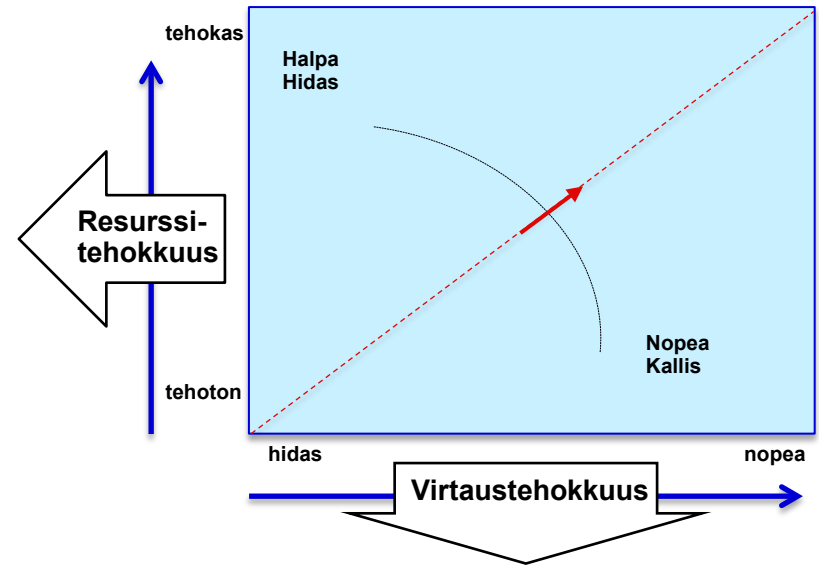 tehokas
Halpa
Hidas
Resurssi-
tehokkuus
Nopea
Kallis
tehoton
hidas
nopea
Virtaustehokkuus